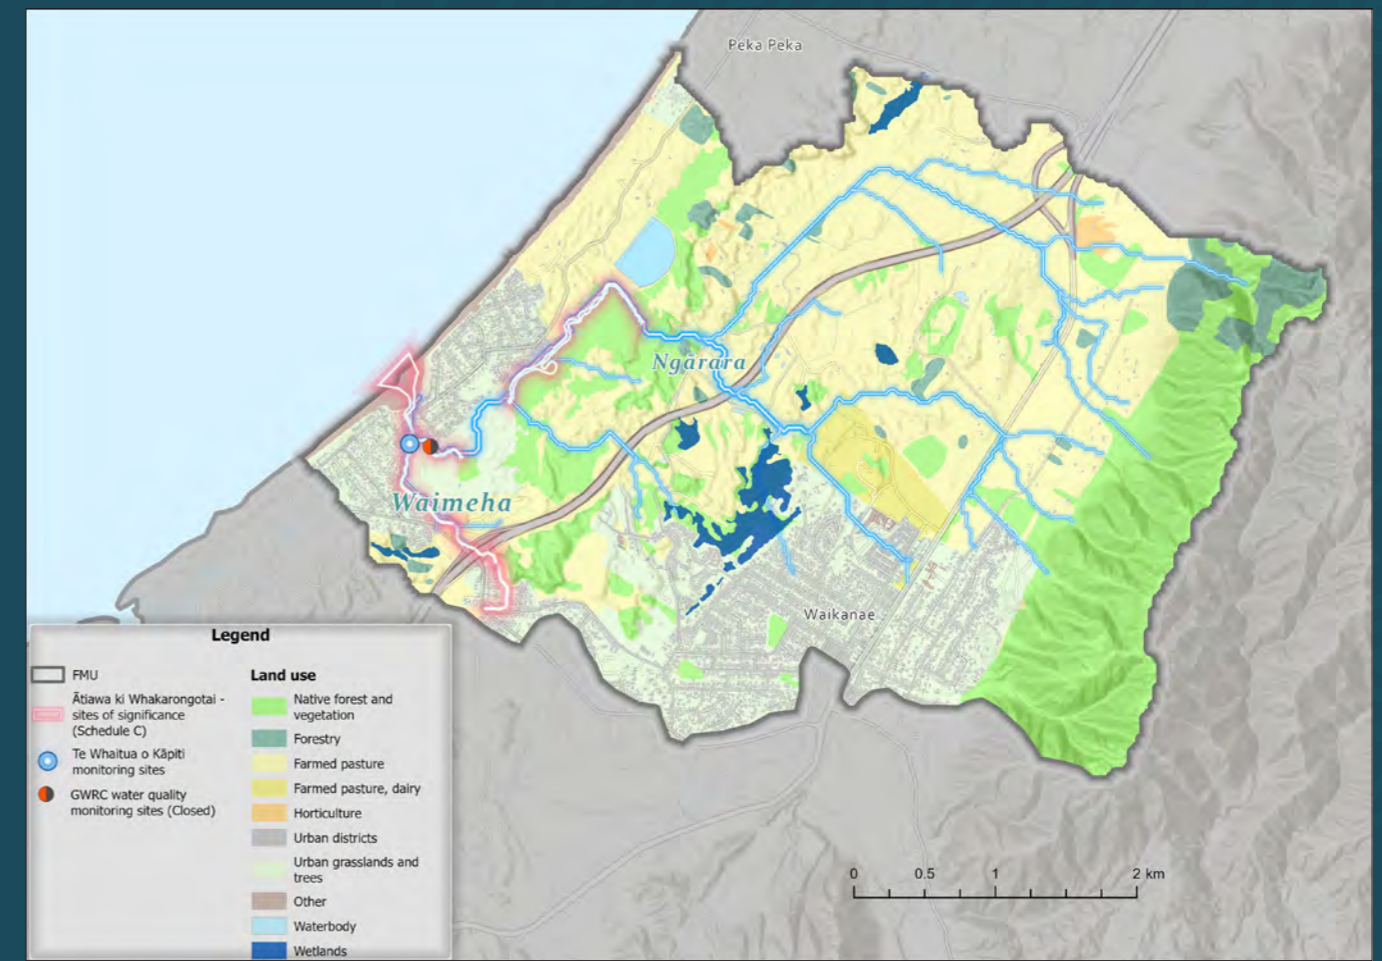 Peka Peka
Ngārara
Waimeha
Waikanae
Legend
FMU
Ātiawa ki Whakarongotai -
sites of significance
(Schedule C)
Te Whaitua o Kāpiti
monitoring sites
GWRC water quality
monitoring sites (Closed)
Land use
Native forest and
vegetation
Forestry
Farmed pasture
Farmed pasture, dairy
Horticulture
Urban districts
Urban grasslands and
trees
Other
Waterbody
Wetlands
0 0.5 1 2 km